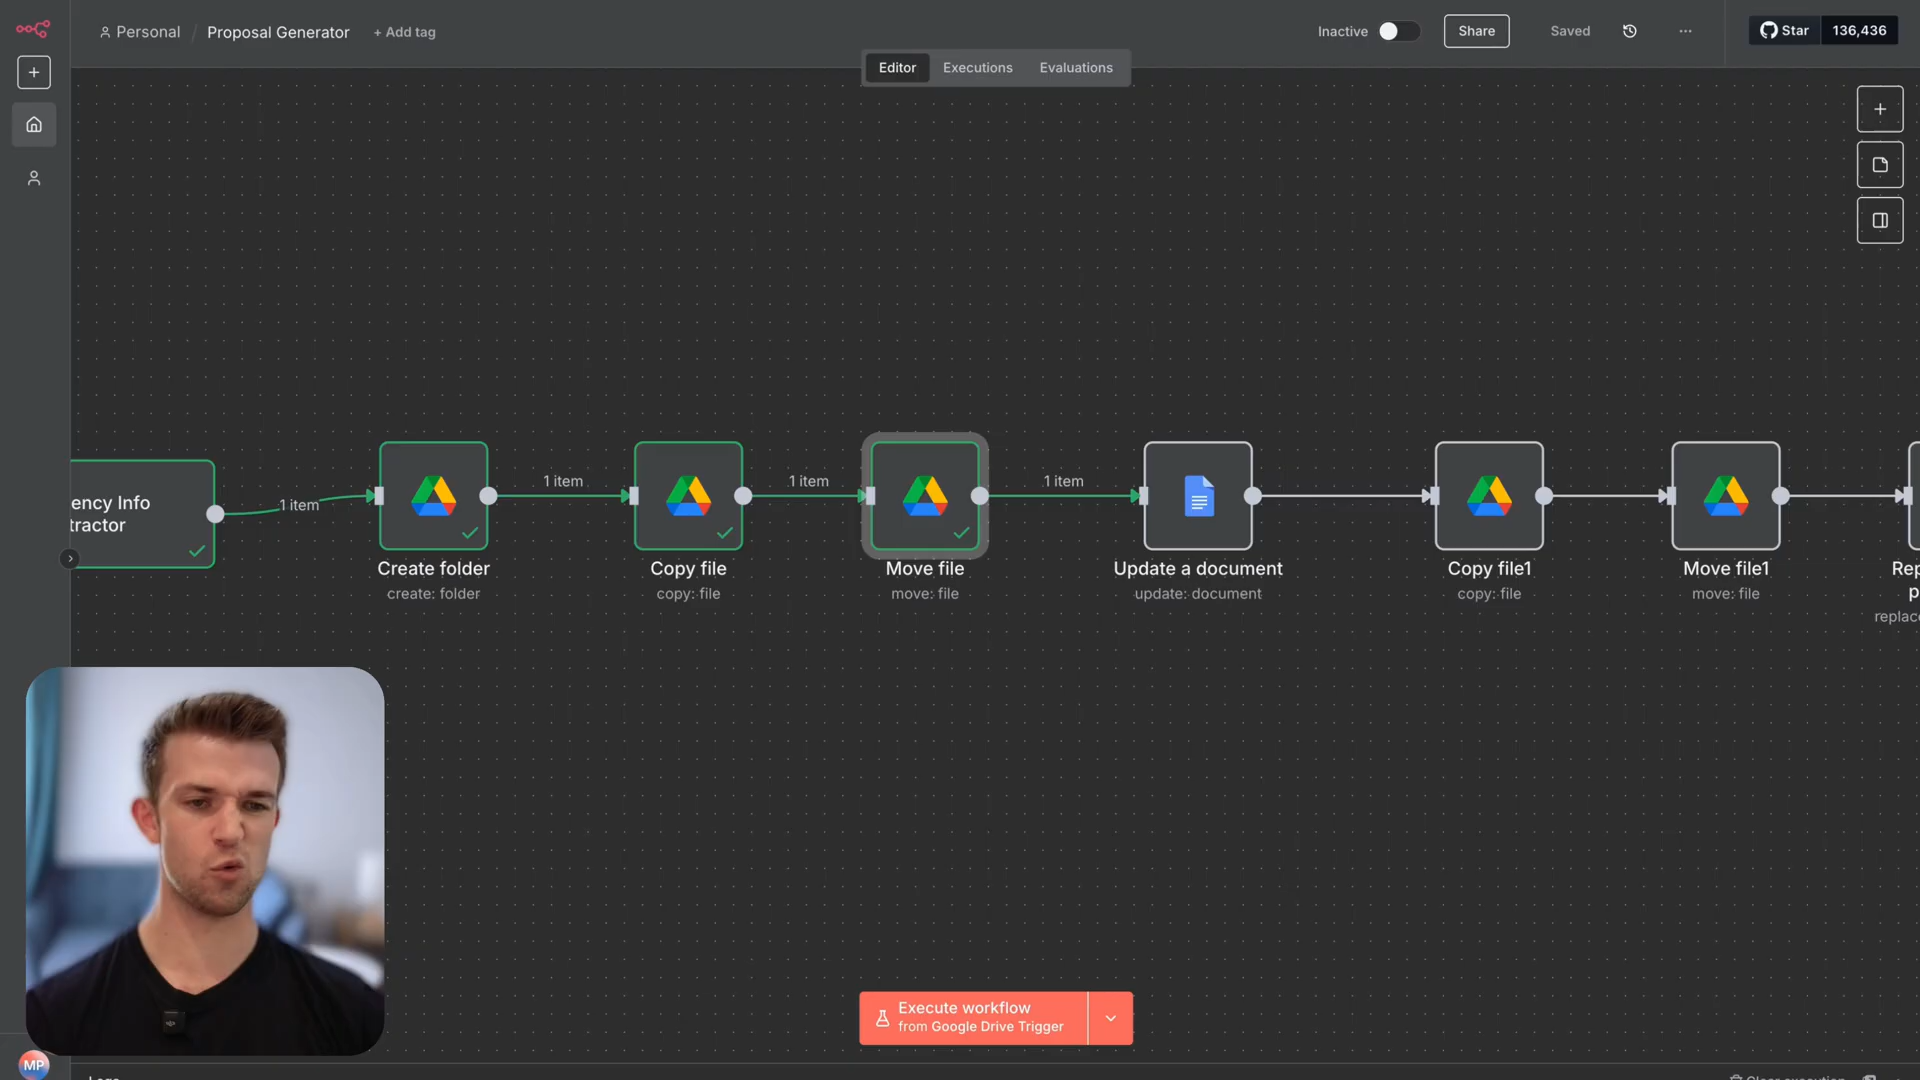 Personal / Proposal Generator + Add tag
Inactive
Share
Saved
Star 136,436
Editor Executions Evaluations
ency Info
tractor
1 item
1 item
1 item
1 item
Create folder
create: folder
Copy file
copy: file
Move file
move: file
Update a document
update: document
Copy file1
copy: file
Move file1
move: file
Rep
p
replac
Execute workflow
from Google Drive Trigger
MP